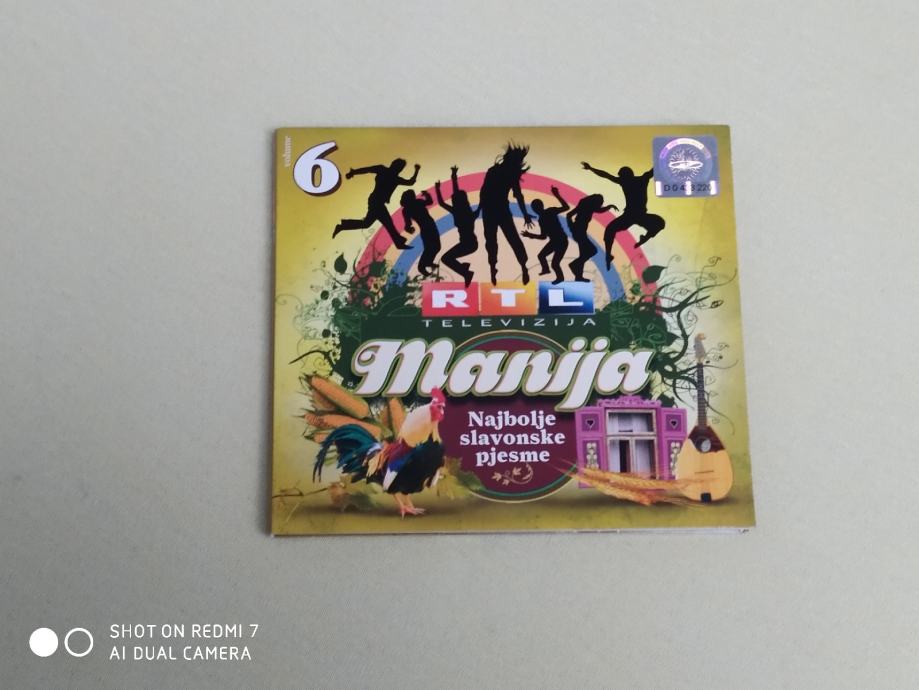 volume
6
RTL
TELEVIZIJA
Manija
Najbolje
slavonske
pjesme
SHOT ON REDMI 7
AI DUAL CAMERA